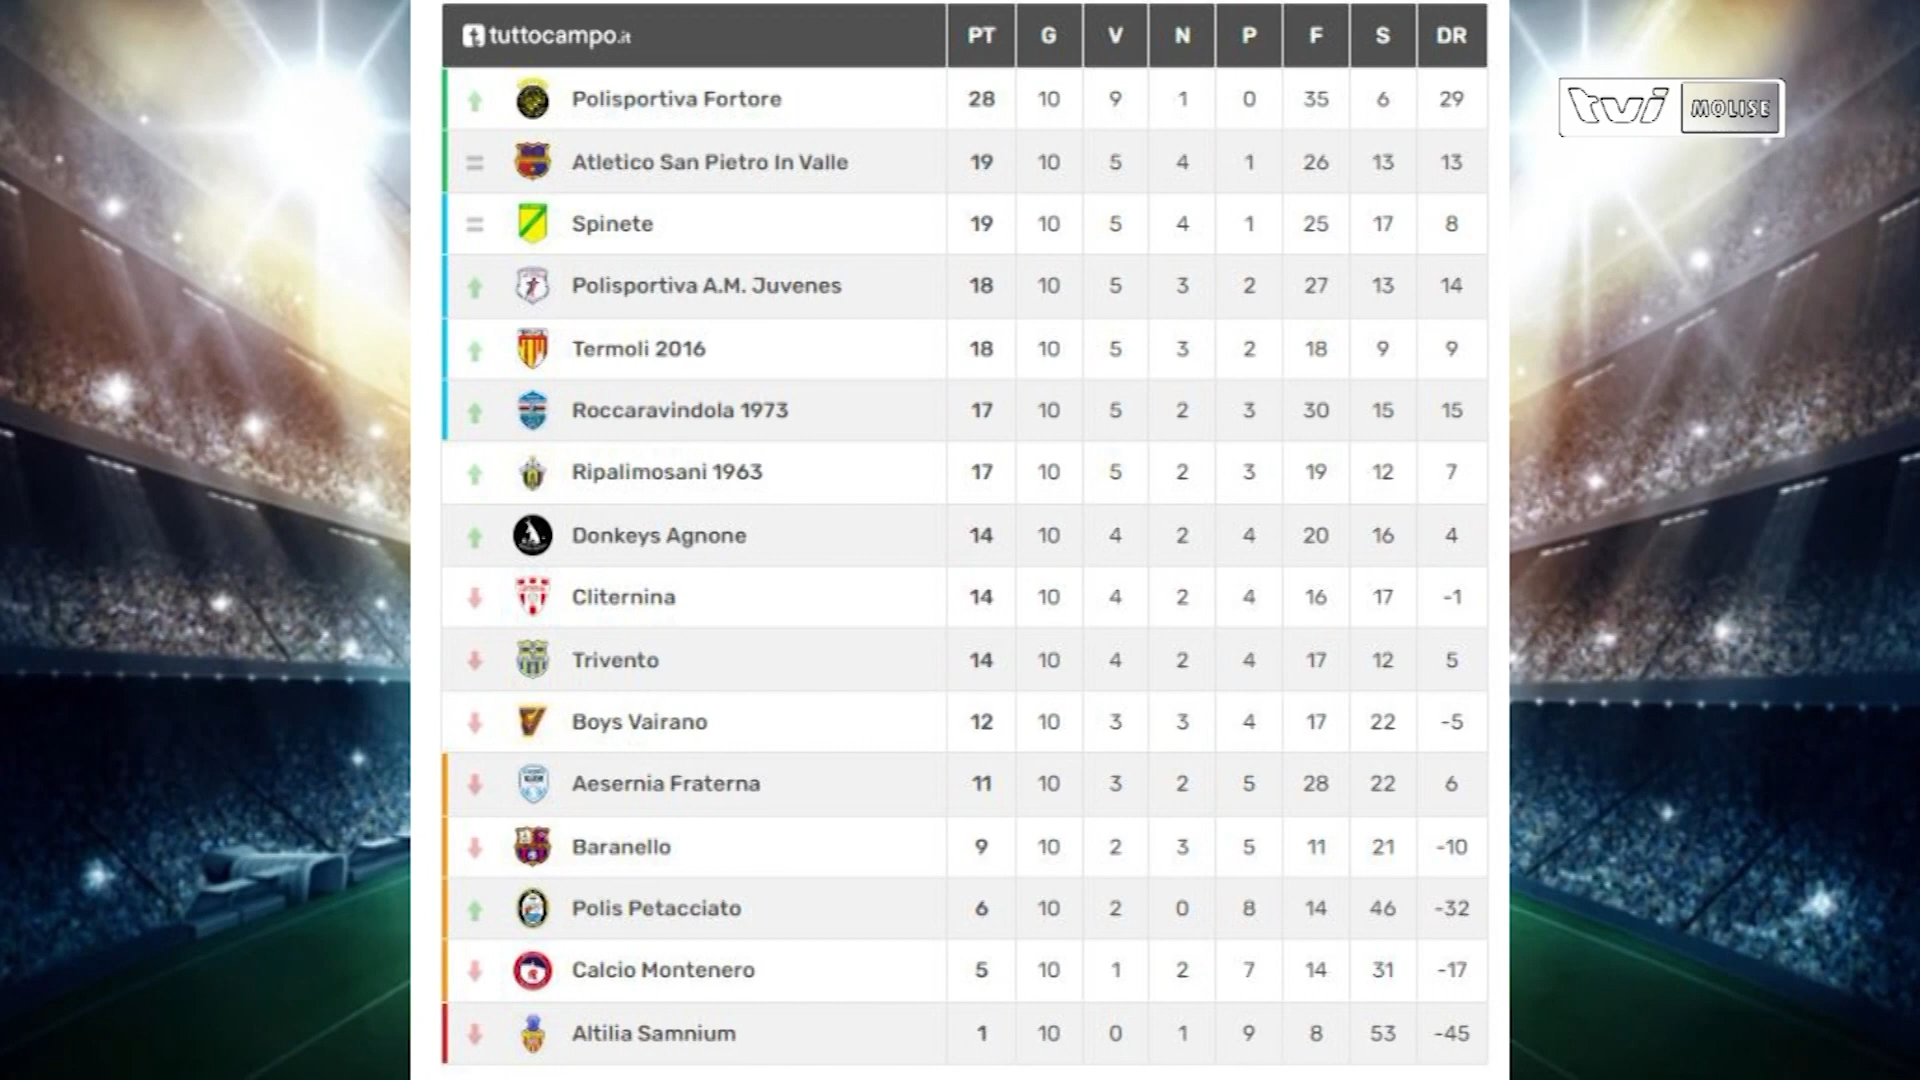 tuttocampo.it PT G V N P F S DR
Polisportiva Fortore 28 10 9 1 0 35 6 29
tvi MOLISE
Atletico San Pietro In Valle 19 10 5 4 1 26 13 13
Spinete 19 10 5 4 1 25 17 8
Polisportiva A.M. Juvenes 18 10 5 3 2 27 13 14
Termoli 2016 18 10 5 3 2 18 9 9
Roccaravindola 1973 17 10 5 2 3 30 15 15
Ripalimosani 1963 17 10 5 2 3 19 12 7
Donkeys Agnone 14 10 4 2 4 20 16 4
Cliternina 14 10 4 2 4 16 17 -1
Trivento 14 10 4 2 4 17 12 5
Boys Vairano 12 10 3 3 4 17 22 -5
Aesernia Fraterna 11 10 3 2 5 28 22 6
Baranello 9 10 2 3 5 11 21 -10
Polis Petacciato 6 10 2 0 8 14 46 -32
Calcio Montenero 5 10 1 2 7 14 31 -17
Altilia Samnium 1 10 0 1 9 8 53 -45